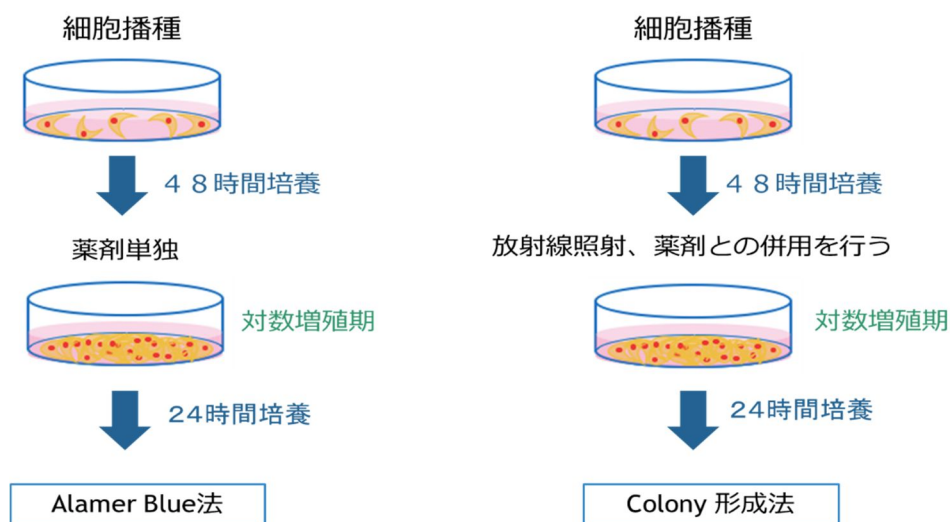 細胞播種
４８時間培養
薬剤単独
対数増殖期
24時間培養
Alamer Blue法
細胞播種
４８時間培養
放射線照射、薬剤との併用を行う
対数増殖期
24時間培養
Colony 形成法